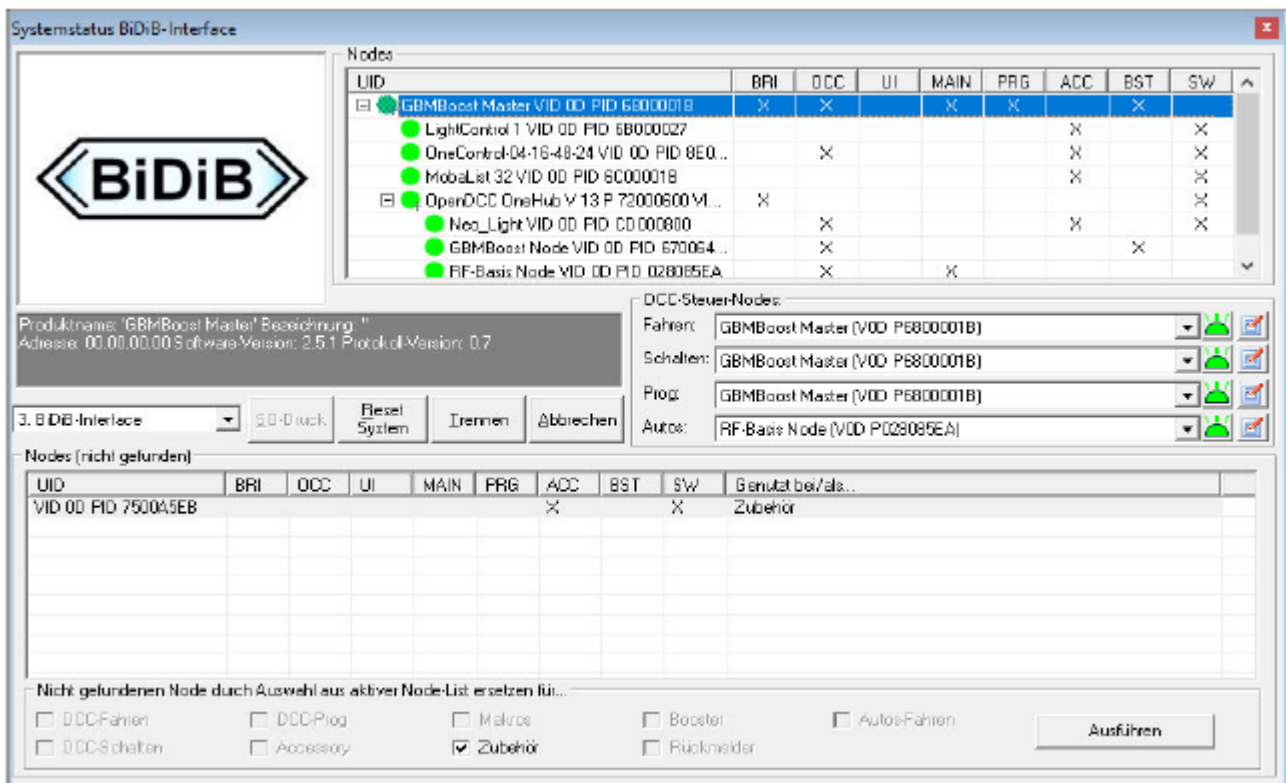 Systemstatus BiDiB-Interface
BiDiB
Nodes
UID BRI OCC UI MAIN PRG ACC BST SW
GBMBoost Master VID 0D PID 6800001B X X X X X
LightControl 1 VID 0D PID 6B000027 X X
OneControl-04-16-48-24 VID 0D PID 8E0... X X X
MobaList 32 VID 0D PID 6C00001B X X
OpenDCC OneHub V 13 P 72000600 VI... X X
Neo_Light VID 0D PID CD000800 X X X
GBMBoost Node VID 0D PID 670064... X X
RF-Basis Node VID 0D PID 028085EA X X
Produktname: 'GBMBoost Master' Bezeichnung: ''
Adresse: 00.00.00.00 Software-Version: 2.5.1 Protokoll-Version: 0.7
DCC-Steuer-Nodes:
Fahren: GBMBoost Master (V0D P6800001B)
Schalten: GBMBoost Master (V0D P6800001B)
Prog: GBMBoost Master (V0D P6800001B)
Autos: RF-Basis Node (V0D P028085EA)
3. BiDiB-Interface SO-Druck Reset System Trennen Abbrechen
Nodes (nicht gefunden)
UID BRI OCC UI MAIN PRG ACC BST SW Genutzt bei/als...
VID 0D PID 7500A5EB X X Zubehör
Nicht gefundenen Node durch Auswahl aus aktiver Node-List ersetzen für...
DCC-Fahren DCC-Prog Makros Booster Autos-Fahren
DCC-Schalten Accessory Zubehör Rückmelder
Ausführen